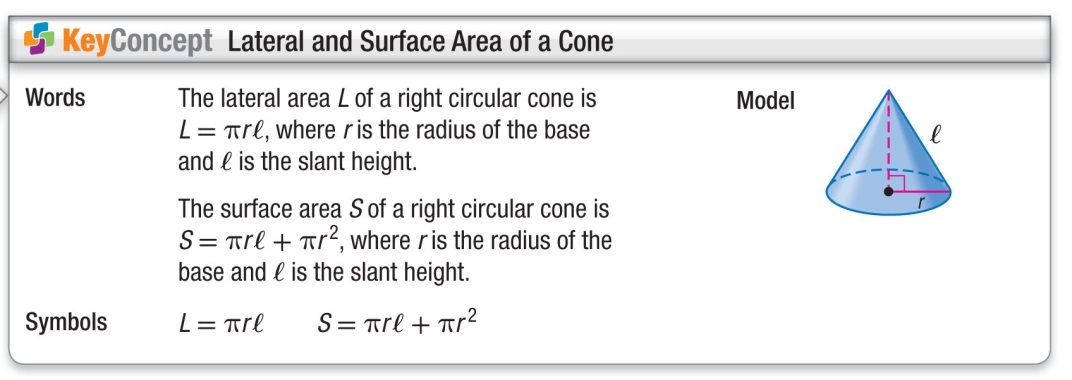 KeyConcept Lateral and Surface Area of a Cone
Words
The lateral area L of a right circular cone is
L = πrℓ, where r is the radius of the base
and ℓ is the slant height.
The surface area S of a right circular cone is
S = πrℓ + πr², where r is the radius of the
base and ℓ is the slant height.
Model
ℓ
r
Symbols
L = πrℓ S = πrℓ + πr²